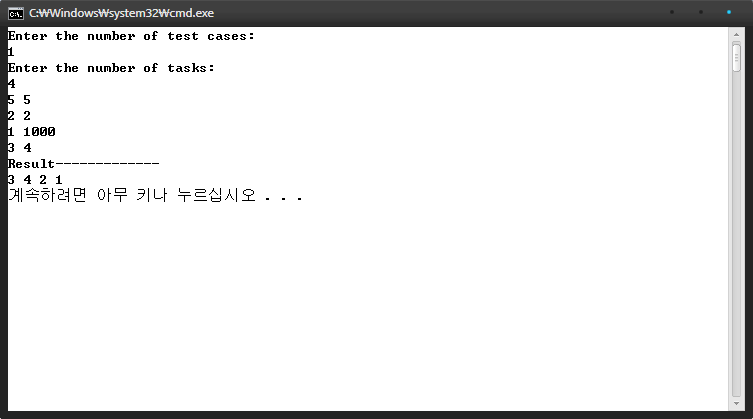 C:₩Windows₩system32₩cmd.exe
Enter the number of test cases:
1
Enter the number of tasks:
4
5 5
2 2
1 1000
3 4
Result-------------
3 4 2 1
계속하려면 아무 키나 누르십시오 . . .